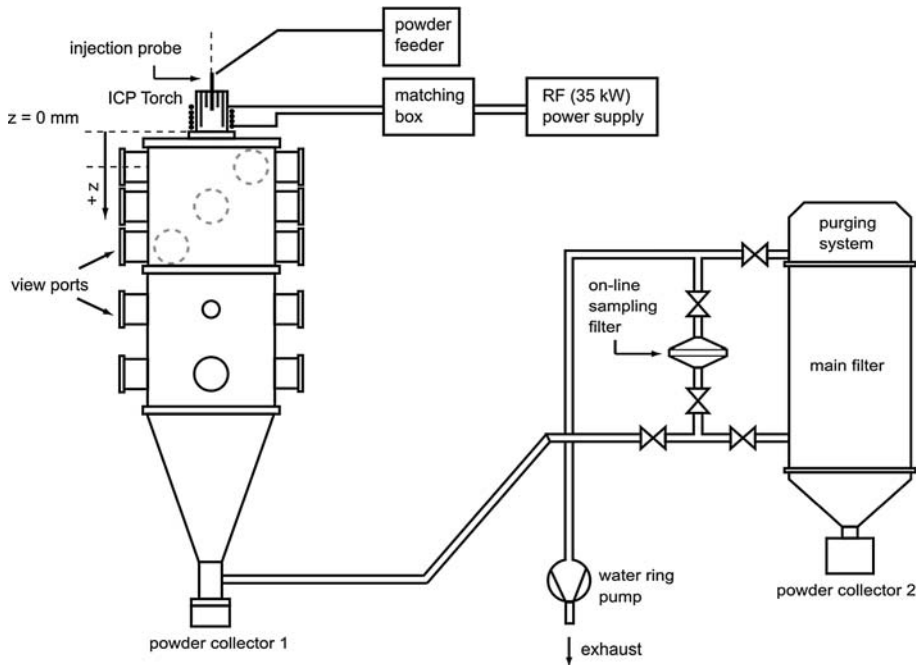 powder
feeder
injection probe
ICP Torch
matching
box
RF (35 kW)
power supply
z = 0 mm
+ z
view ports
purging
system
on-line
sampling
filter
main filter
water ring
pump
powder collector 1
powder collector 2
exhaust